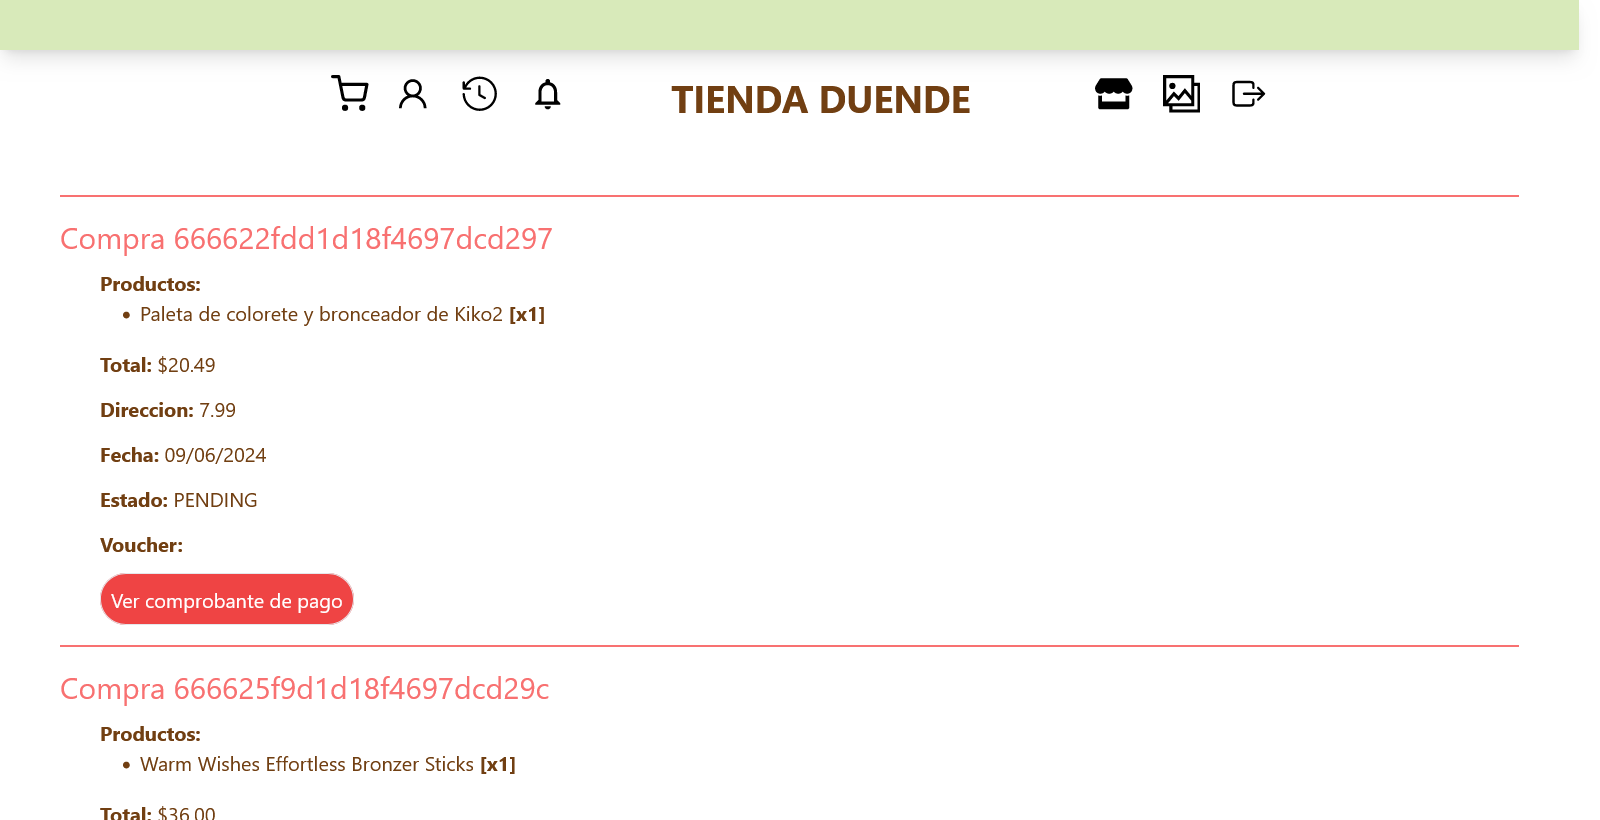 TIENDA DUENDE
Compra 666622fdd1d18f4697dcd297
Productos:
• Paleta de colorete y bronceador de Kiko2 [x1]
Total: $20.49
Direccion: 7.99
Fecha: 09/06/2024
Estado: PENDING
Voucher:
Ver comprobante de pago
Compra 666625f9d1d18f4697dcd29c
Productos:
• Warm Wishes Effortless Bronzer Sticks [x1]
Total: $36.00